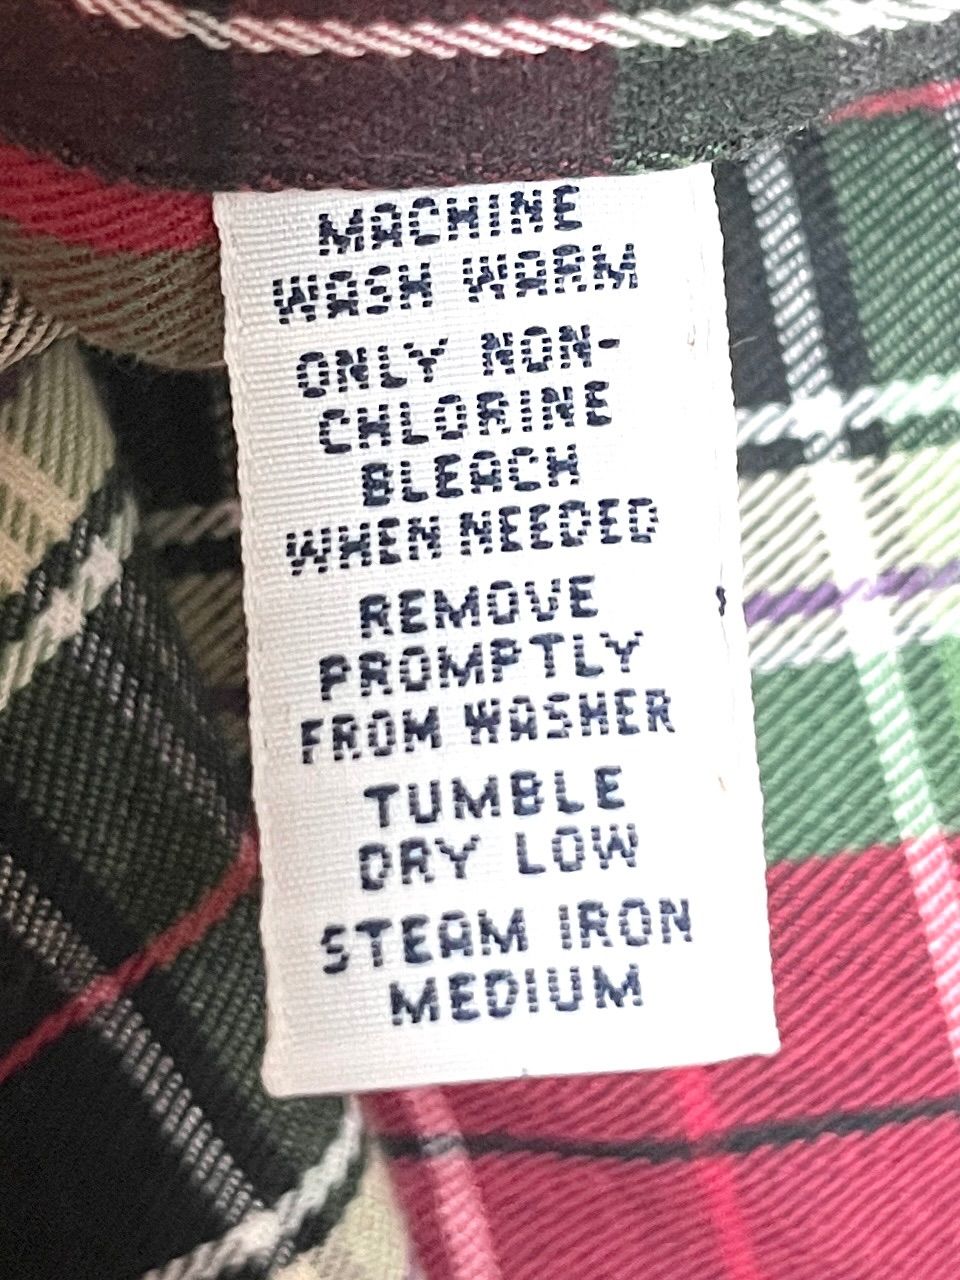 MACHINE
WASH WARM
ONLY NON-
CHLORINE
BLEACH
WHEN NEEDED
REMOVE
PROMPTLY
FROM WASHER
TUMBLE
DRY LOW
STEAM IRON
MEDIUM